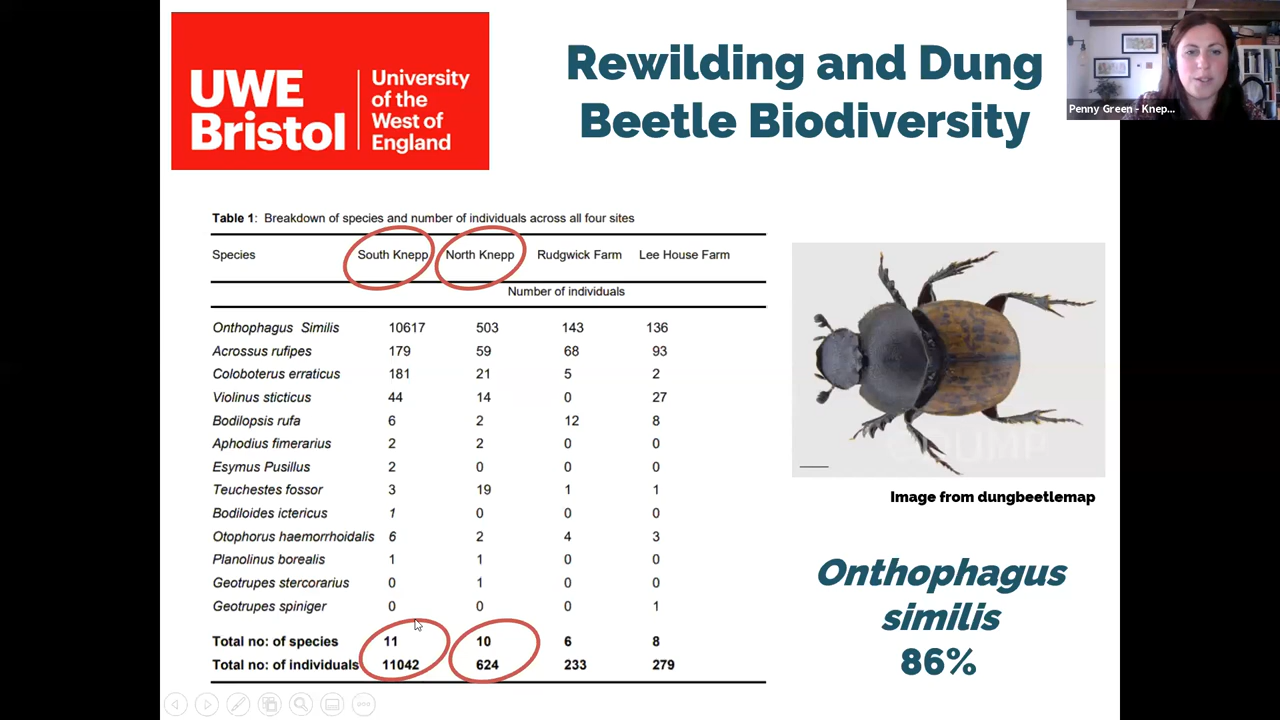 UWE
Bristol
University
of the
West of
England
Rewilding and Dung
Beetle Biodiversity
Penny Green - Knep...
Table 1: Breakdown of species and number of individuals across all four sites
Species South Knepp North Knepp Rudgwick Farm Lee House Farm
Number of individuals
Onthophagus Similis 10617 503 143 136
Acrossus rufipes 179 59 68 93
Coloboterus erraticus 181 21 5 2
Violinus sticticus 44 14 0 27
Bodilopsis rufa 6 2 12 8
Aphodius fimerarius 2 2 0 0
Esymus Pusillus 2 0 0 0
Teuchestes fossor 3 19 1 1
Bodiloides ictericus 1 0 0 0
Otophorus haemorrhoidalis 6 2 4 3
Planolinus borealis 1 1 0 0
Geotrupes stercorarius 0 1 0 0
Geotrupes spiniger 0 0 0 1
Total no: of species 11 10 6 8
Total no: of individuals 11042 624 233 279
Image from dungbeetlemap
Onthophagus
similis
86%